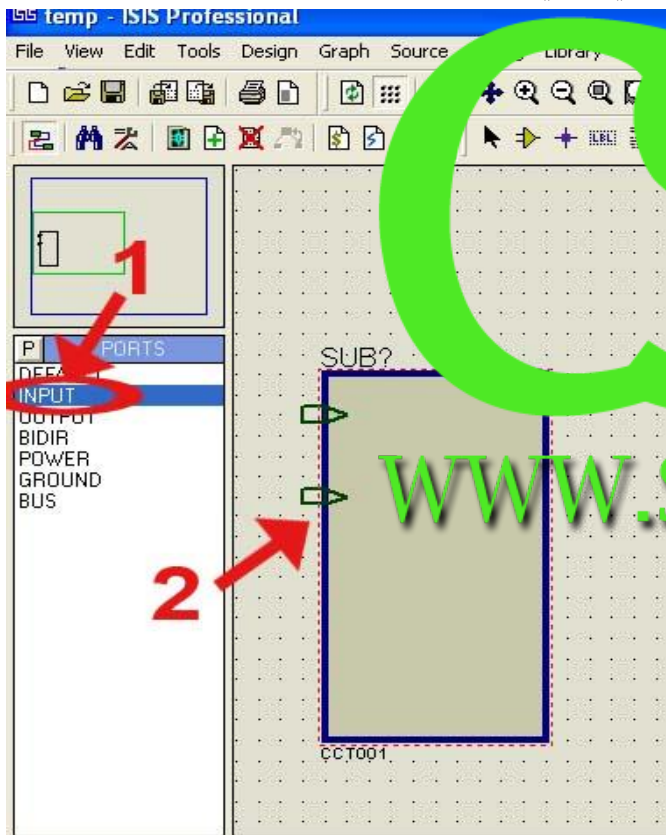 temp - ISIS Professional
File View Edit Tools Design Graph Source Library
LBL
1
P PORTS
INPUT
OUTPUT
BIDIR
POWER
GROUND
BUS
SUB?
2
www.s
CCT001